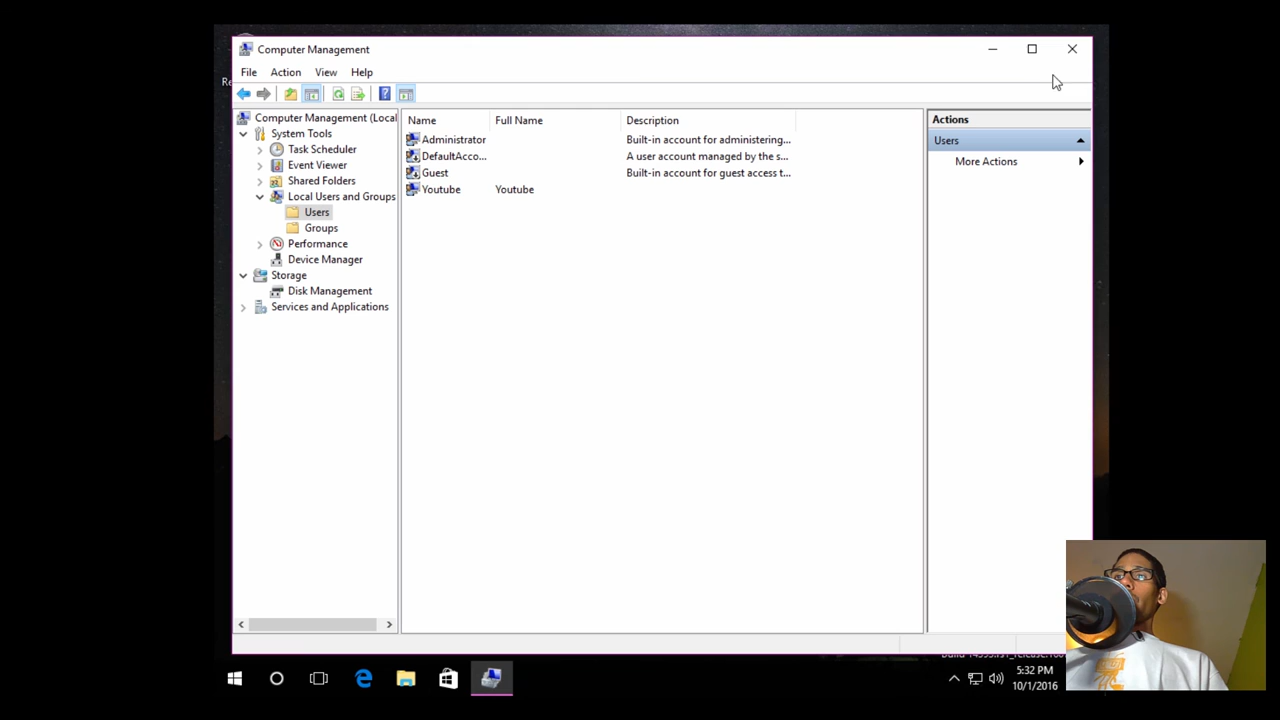 Re
Computer Management
File Action View Help
Computer Management (Local
System Tools
Task Scheduler
Event Viewer
Shared Folders
Local Users and Groups
Users
Groups
Performance
Device Manager
Storage
Disk Management
Services and Applications
Name Full Name Description
Administrator Built-in account for administering...
DefaultAcco... A user account managed by the s...
Guest Built-in account for guest access t...
Youtube Youtube
Actions
Users
More Actions
5:32 PM
10/1/2016